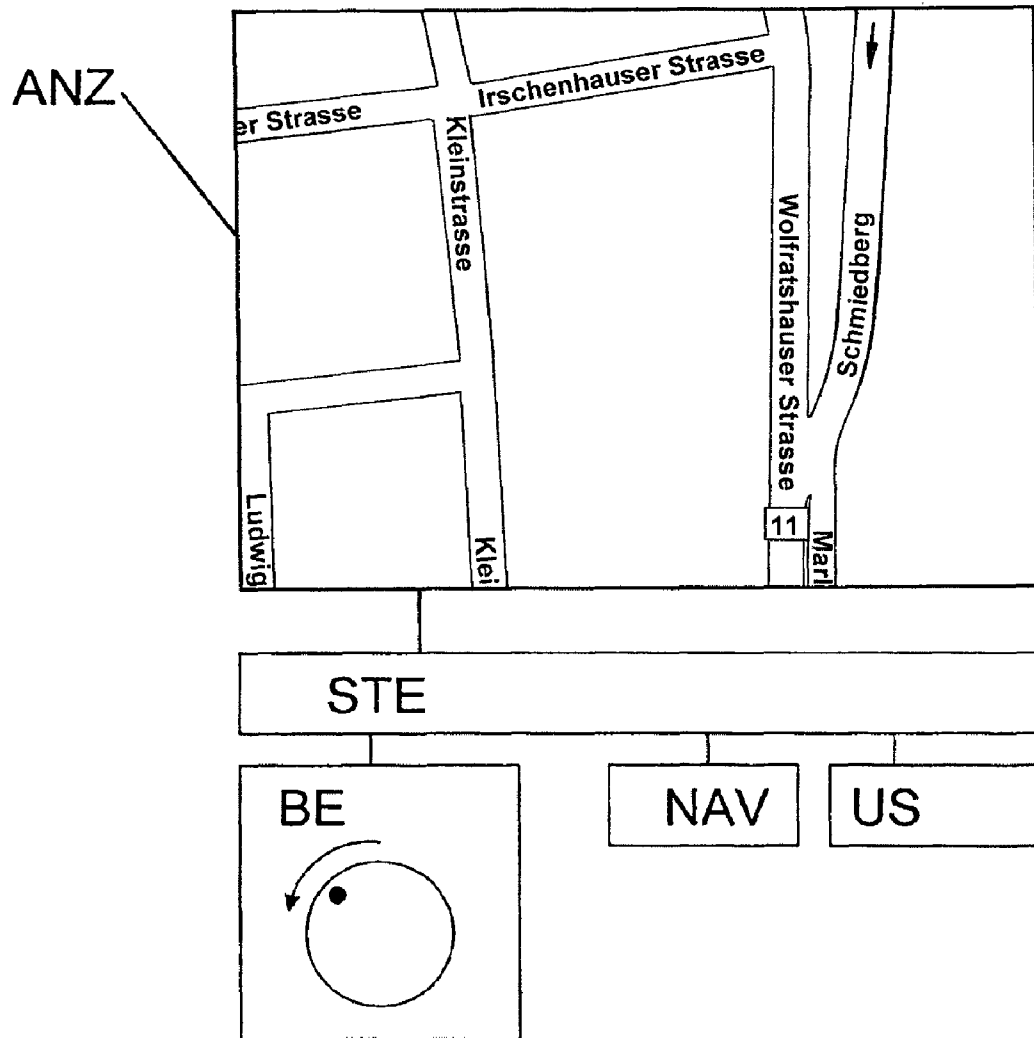 ANZ
er Strasse
Irschenhauser Strasse
Kleinstrasse
Wolfratshauser Strasse
Schmiedberg
Ludwig
Klei
11
Marl
STE
BE
NAV
US